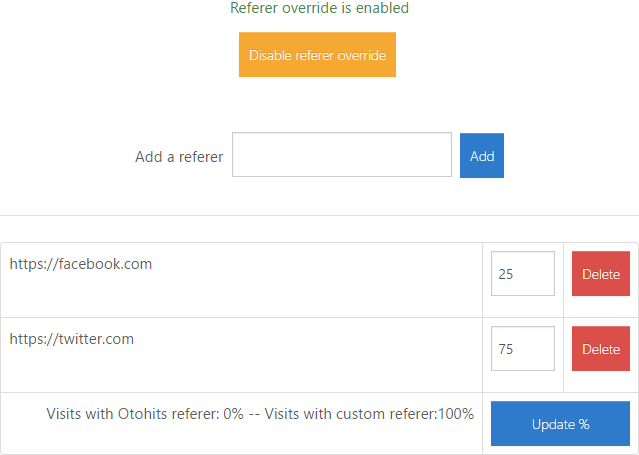 Referer override is enabled
Disable referer override
Add a referer Add
https://facebook.com 25 Delete
https://twitter.com 75 Delete
Visits with Otohits referer: 0% -- Visits with custom referer:100% Update %